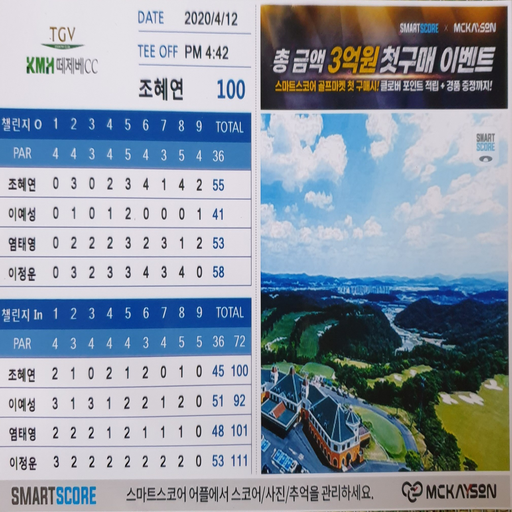 TGV
KMH 떼제베CC
DATE 2020/4/12
TEE OFF PM 4:42
조혜연 100
챌린지 O 1 2 3 4 5 6 7 8 9 TOTAL
PAR 4 4 3 4 5 4 3 5 4 36
조혜연 0 3 0 2 3 4 1 4 2 55
이예성 0 1 0 1 2 0 0 0 1 41
염태영 0 2 2 2 3 2 3 1 2 53
이정운 0 3 2 3 3 4 3 4 0 58
챌린지 In 1 2 3 4 5 6 7 8 9 TOTAL
PAR 4 3 4 4 5 4 3 4 5 36 72
조혜연 2 1 0 2 1 2 0 1 0 45 100
이예성 3 1 3 1 2 2 1 2 0 51 92
염태영 2 2 2 1 2 1 1 1 0 48 101
이정운 3 2 2 2 2 2 2 2 0 53 111
SMARTSCORE × MCKAYSON
총 금액 3억원 첫구매 이벤트
스마트스코어 골프마켓 첫 구매시! 클로버 포인트 적립 + 경품 증정까지!
SMART
SCORE
SMARTSCORE 스마트스코어 어플에서 스코어/사진/추억을 관리하세요. MCKAYSON